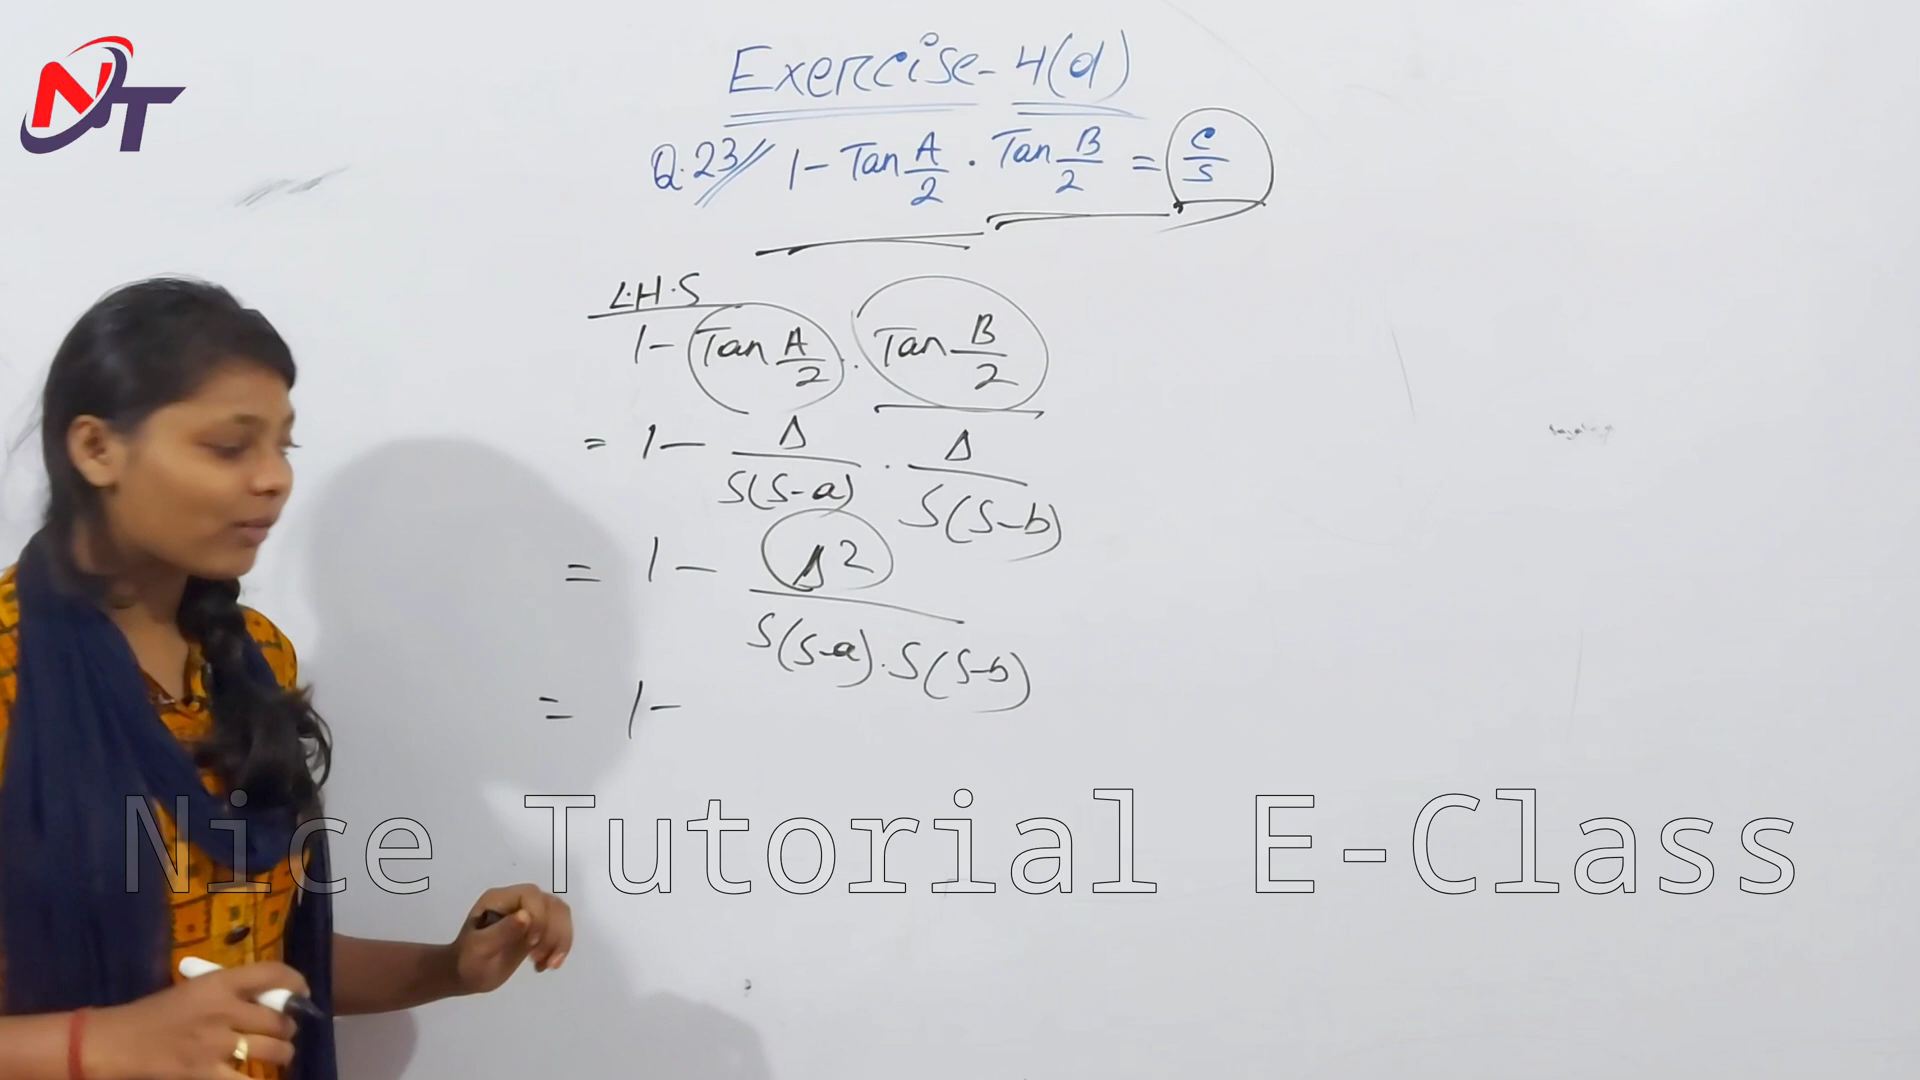 NT
Exercise-4(d)
Q.23// 1 - Tan A/2 . Tan B/2 = c/s
L.H.S
1 - Tan A/2 . Tan B/2
= 1 - Δ/S(S-a) . Δ/S(S-b)
= 1 - Δ2/S(S-a).S(S-b)
= 1 -
Nice Tutorial E-Class